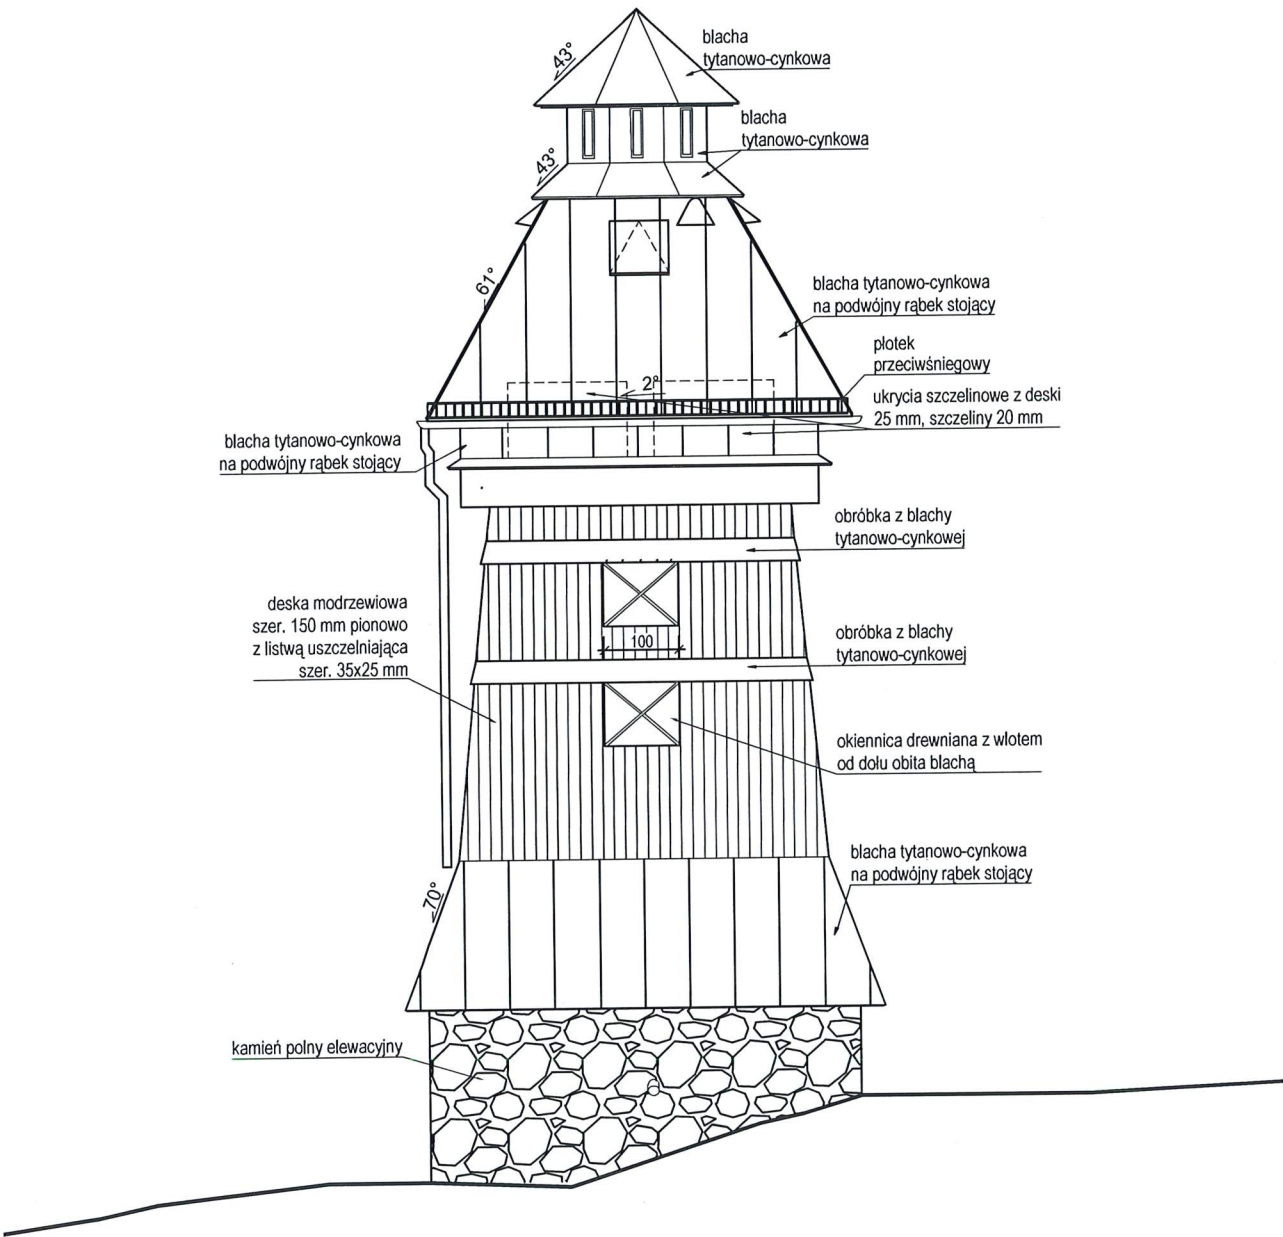 43°
blacha
tytanowo-cynkowa
blacha
tytanowo-cynkowa
43°
61°
blacha tytanowo-cynkowa
na podwójny rąbek stojący
płotek
przeciwśniegowy
2°
ukrycia szczelinowe z deski
25 mm, szczeliny 20 mm
blacha tytanowo-cynkowa
na podwójny rąbek stojący
obróbka z blachy
tytanowo-cynkowej
deska modrzewiowa
szer. 150 mm pionowo
z listwą uszczelniająca
szer. 35x25 mm
100
obróbka z blachy
tytanowo-cynkowej
okiennica drewniana z wlotem
od dołu obita blachą
blacha tytanowo-cynkowa
na podwójny rąbek stojący
70°
kamień polny elewacyjny